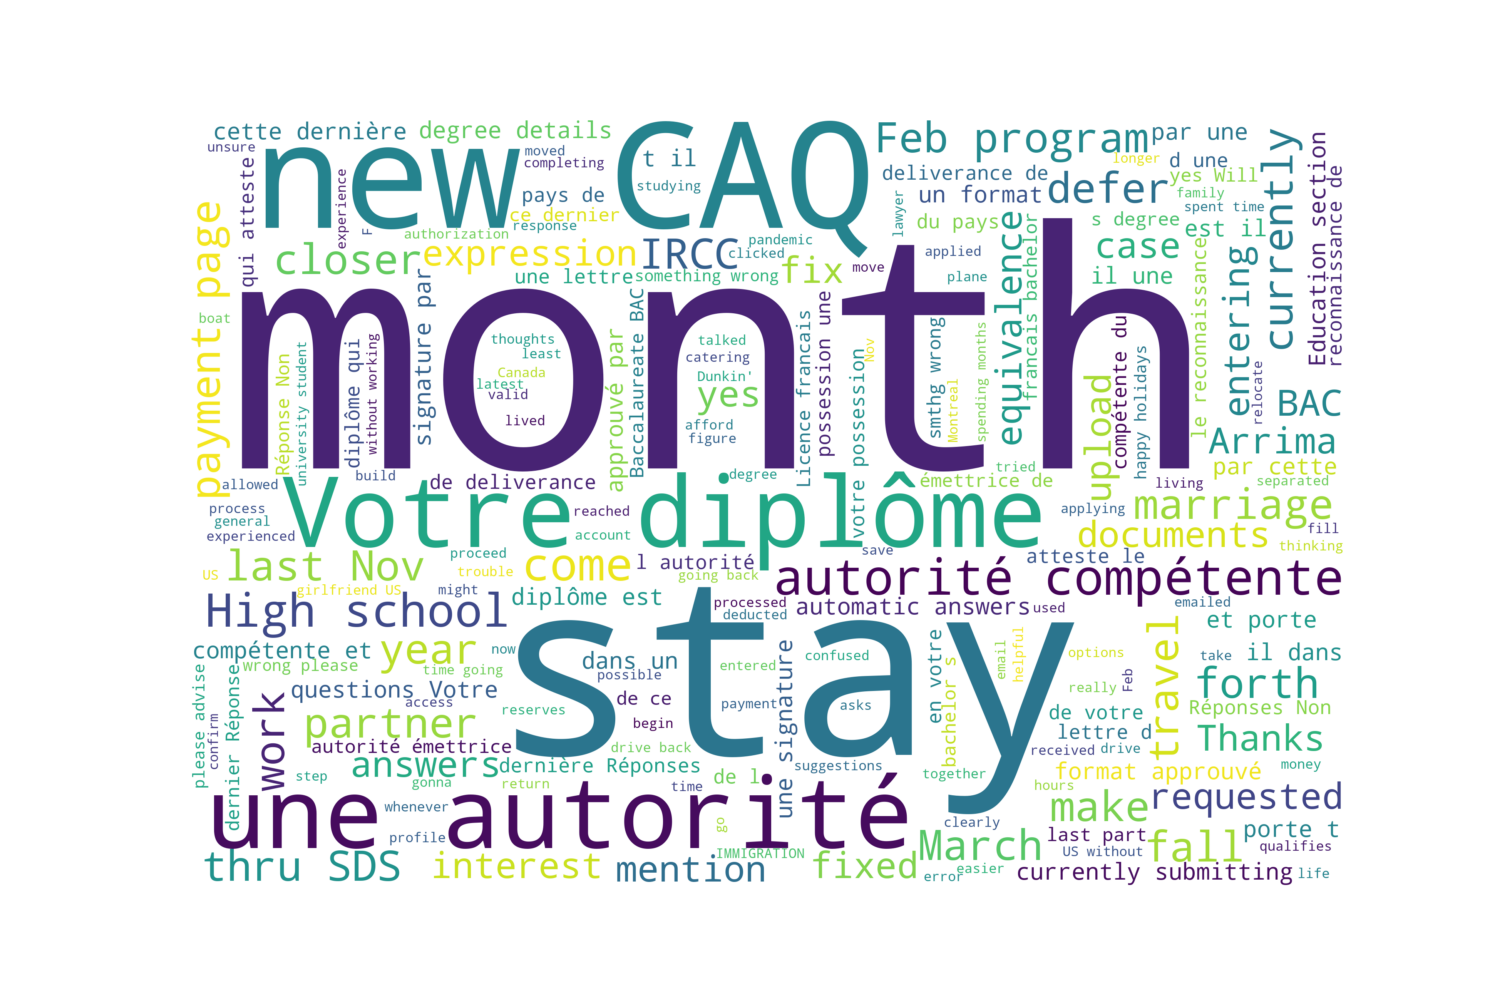 cette dernière
degree details
new
CAQ
Feb program
par une
unsure
moved
completing
t il
studying
longer
d une
qui atteste
experience
F
pays de
ce dernier
response
authorization
deliverance de
un format
defer
yes Will
family
spent time
currently
Education section
reconnaissance de
payment page
closer
expression
IRCC
pandemic
clicked
lawyer
du pays
equivalence
francais bachelor
s degree
est il
case
une lettre
something wrong
fix
move
applied
plane
il une
le reconnaissance
entering
month
boat
Réponse Non
university student
diplôme qui
without working
signature par
thoughts
least
Canada
latest
valid
lived
approuvé par
Baccalaureate BAC
talked
catering
Dunkin'
yes
afford
figure
Licence francais
possession une
votre possession
Nov
smthg wrong
Montreal
spending months
upload
compétente du
happy holidays
relocate
BAC
Arrima
par cette
separated
allowed
build
de deliverance
degree
émettrice de
tried
living
Votre diplôme
process
general
experienced
reached
account
applying
marriage
fill
documents
thinking
last Nov
proceed
trouble
come
l autorité
going back
save
atteste le
US
girlfriend US
might
diplôme est
autorité compétente
High school
processed
deducted
automatic answers
used
emailed
et porte
stay
compétente et
year
now
wrong please
time going
dans un
possible
entered
une signature
confused
en votre
bachelor s
email
helpful
options
travel
take
il dans
please advise
confirm
dernier Réponse
work
questions Votre
access
reserves
de ce
begin
payment
asks
really
Feb
forth
Réponses Non
partner
de votre
lettre d
autorité émettrice
drive back
received
drive
Thanks
answers
dernière Réponses
step
gonna
return
de l
time
suggestions
together
format approuvé
hours
money
une autorité
whenever
profile
go
clearly
make
requested
March
last part
fall
porte t
qualifies
IMMIGRATION
US without
thru SDS
interest
mention
fixed
error
easier
currently submitting
life